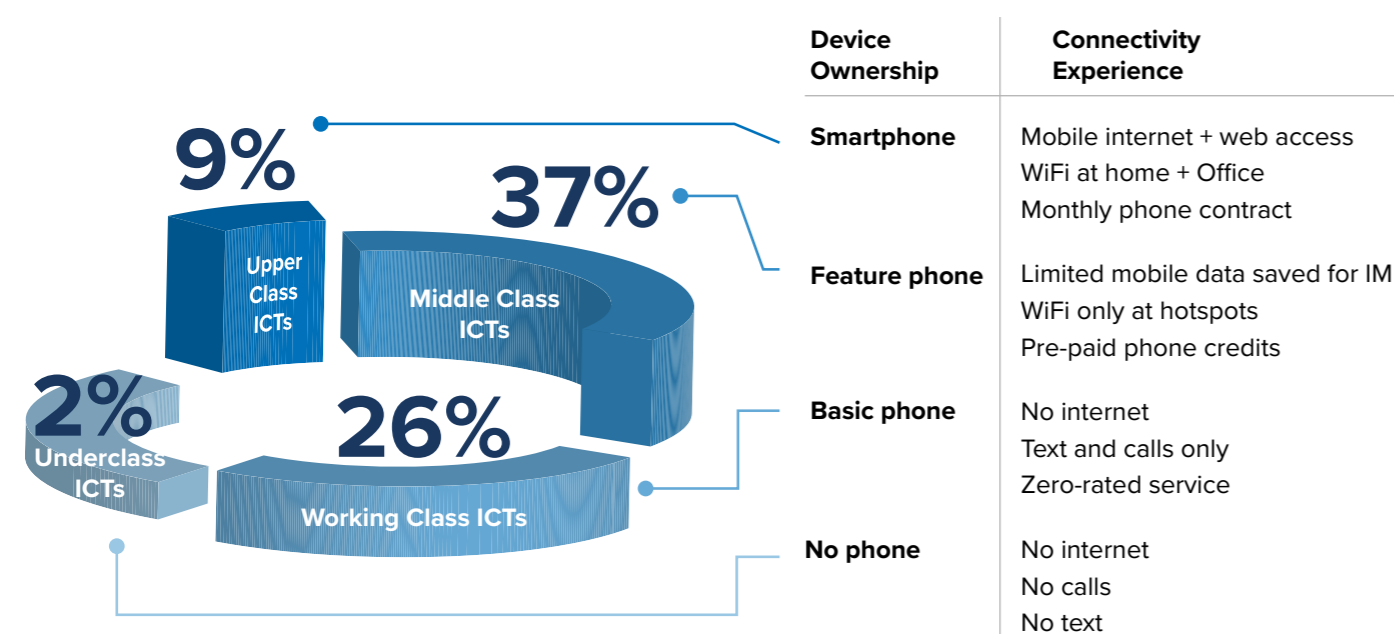 Device
Ownership
Connectivity
Experience
9%
Upper
Class
ICTs
37%
Middle Class
ICTs
2%
Underclass
ICTs
26%
Working Class ICTs
Smartphone
Mobile internet + web access
WiFi at home + Office
Monthly phone contract
Feature phone
Limited mobile data saved for IM
WiFi only at hotspots
Pre-paid phone credits
Basic phone
No internet
Text and calls only
Zero-rated service
No phone
No internet
No calls
No text